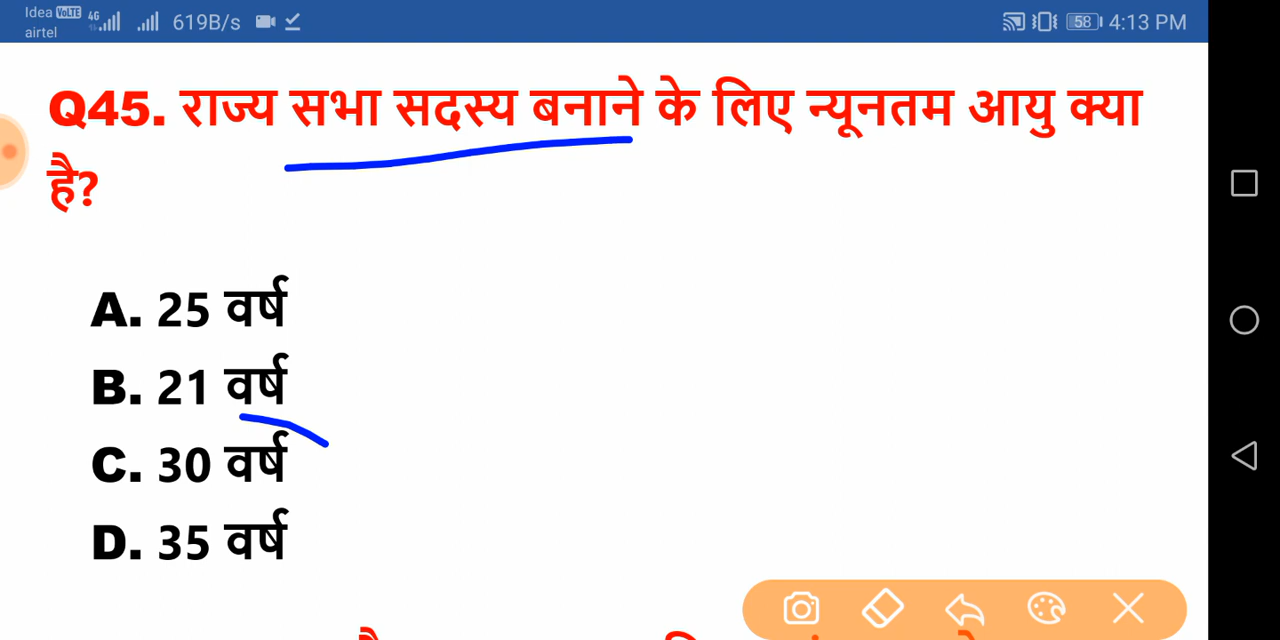 Idea VoLTE 4G 619B/s 58 4:13 PM
airtel
Q45. राज्य सभा सदस्य बनाने के लिए न्यूनतम आयु क्या
है?
A. 25 वर्ष
B. 21 वर्ष
C. 30 वर्ष
D. 35 वर्ष